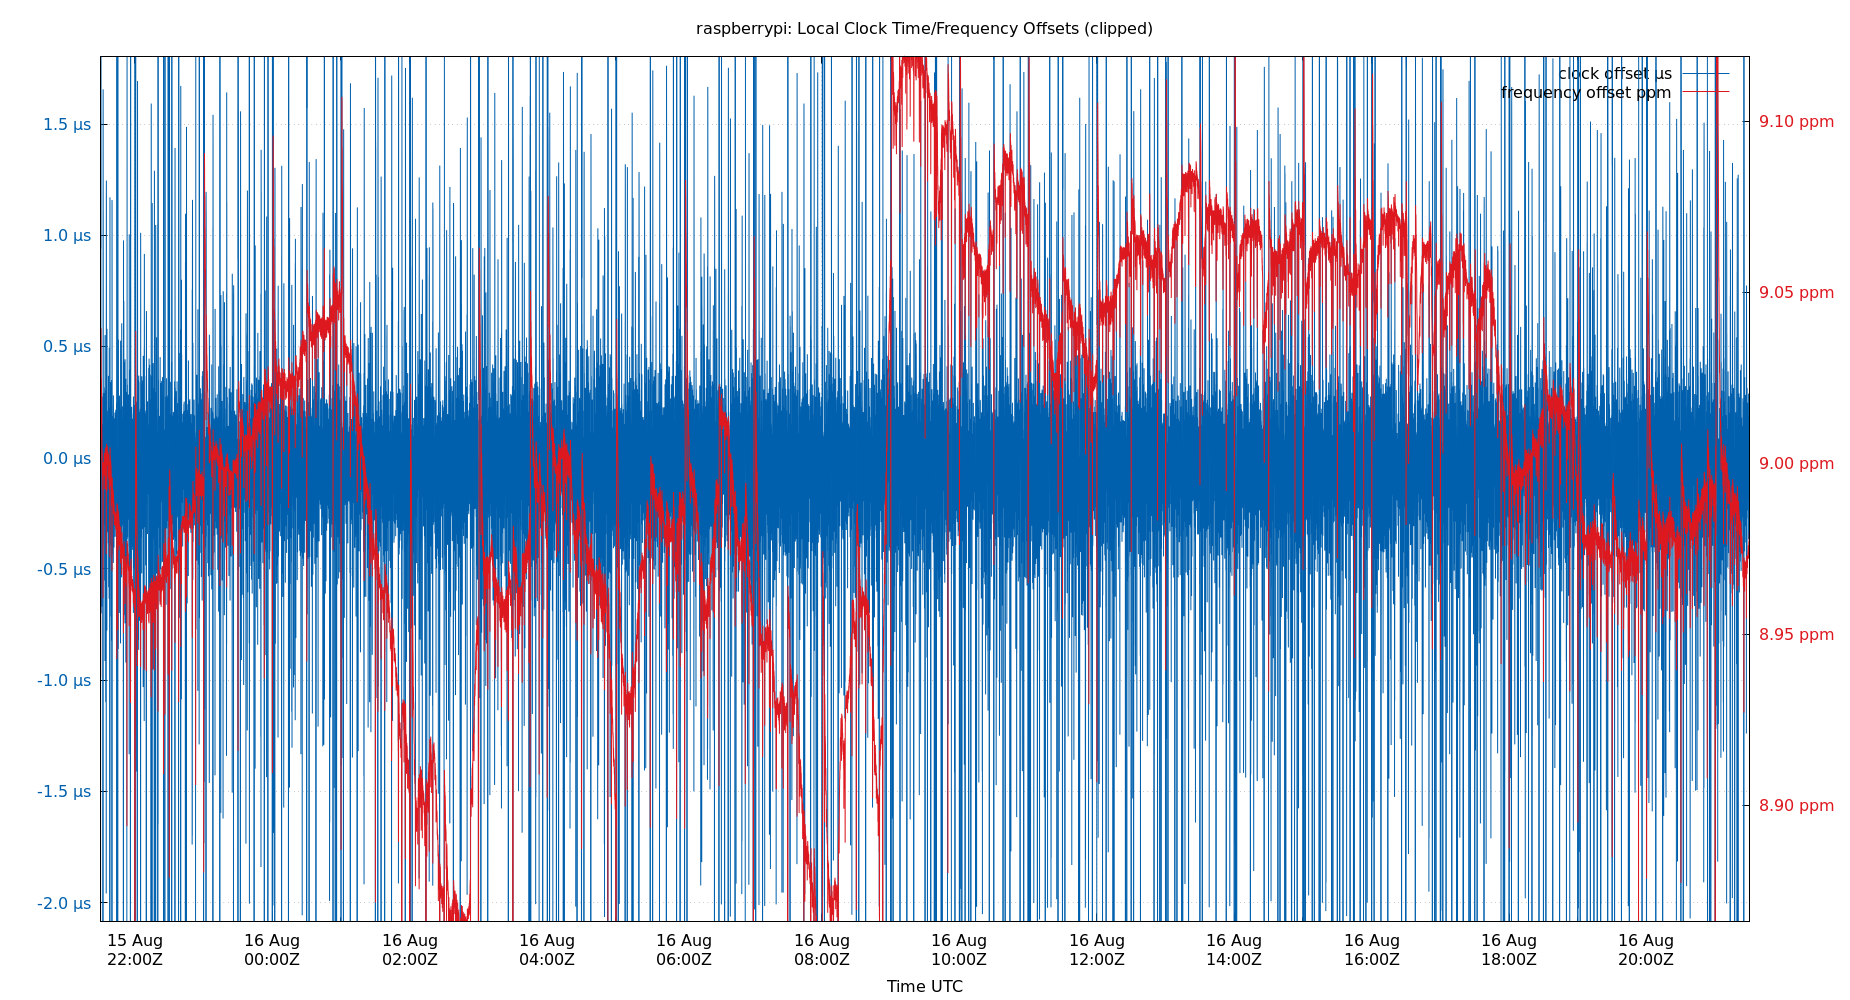 raspberrypi: Local Clock Time/Frequency Offsets (clipped)
clock offset µs
frequency offset ppm
1.5 µs
1.0 µs
0.5 µs
0.0 µs
-0.5 µs
-1.0 µs
-1.5 µs
-2.0 µs
9.10 ppm
9.05 ppm
9.00 ppm
8.95 ppm
8.90 ppm
15 Aug 16 Aug 16 Aug 16 Aug 16 Aug 16 Aug 16 Aug 16 Aug 16 Aug 16 Aug 16 Aug 16 Aug
22:00Z 00:00Z 02:00Z 04:00Z 06:00Z 08:00Z 10:00Z 12:00Z 14:00Z 16:00Z 18:00Z 20:00Z
Time UTC